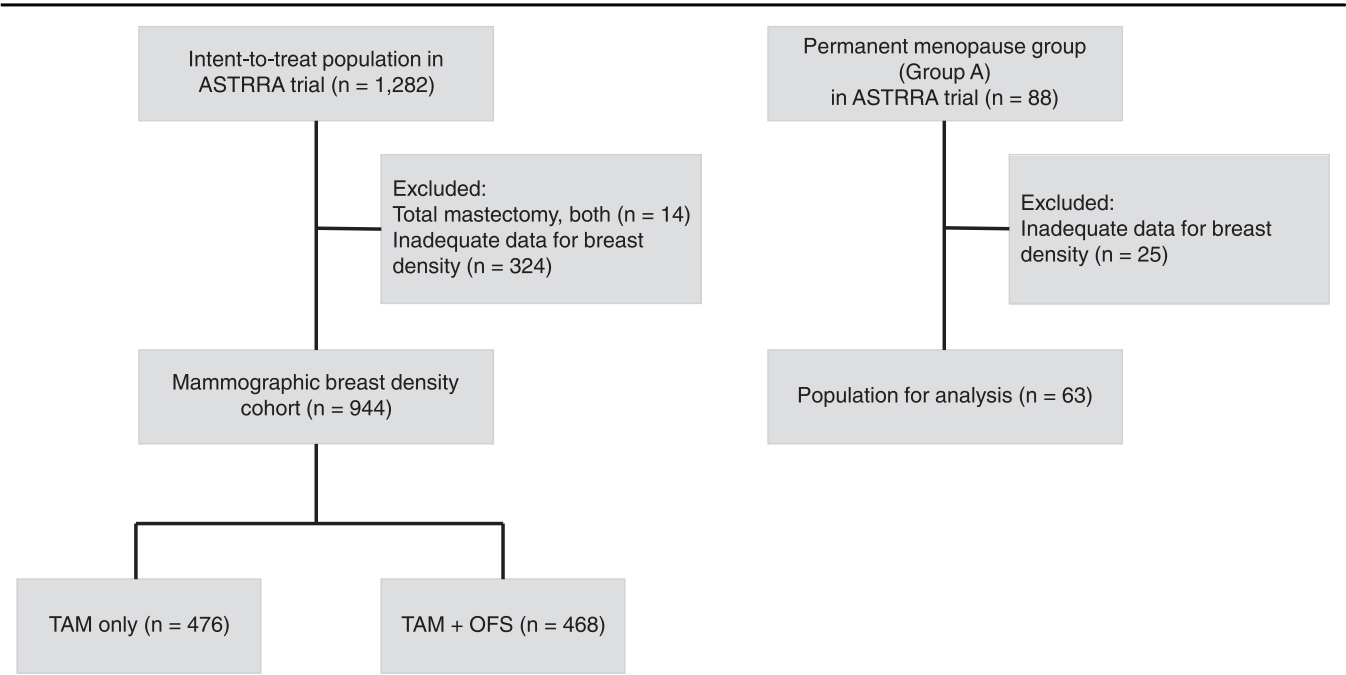 Intent-to-treat population in
ASTRRA trial (n = 1,282)
Excluded:
Total mastectomy, both (n = 14)
Inadequate data for breast
density (n = 324)
Mammographic breast density
cohort (n = 944)
TAM only (n = 476)
TAM + OFS (n = 468)
Permanent menopause group
(Group A)
in ASTRRA trial (n = 88)
Excluded:
Inadequate data for breast
density (n = 25)
Population for analysis (n = 63)